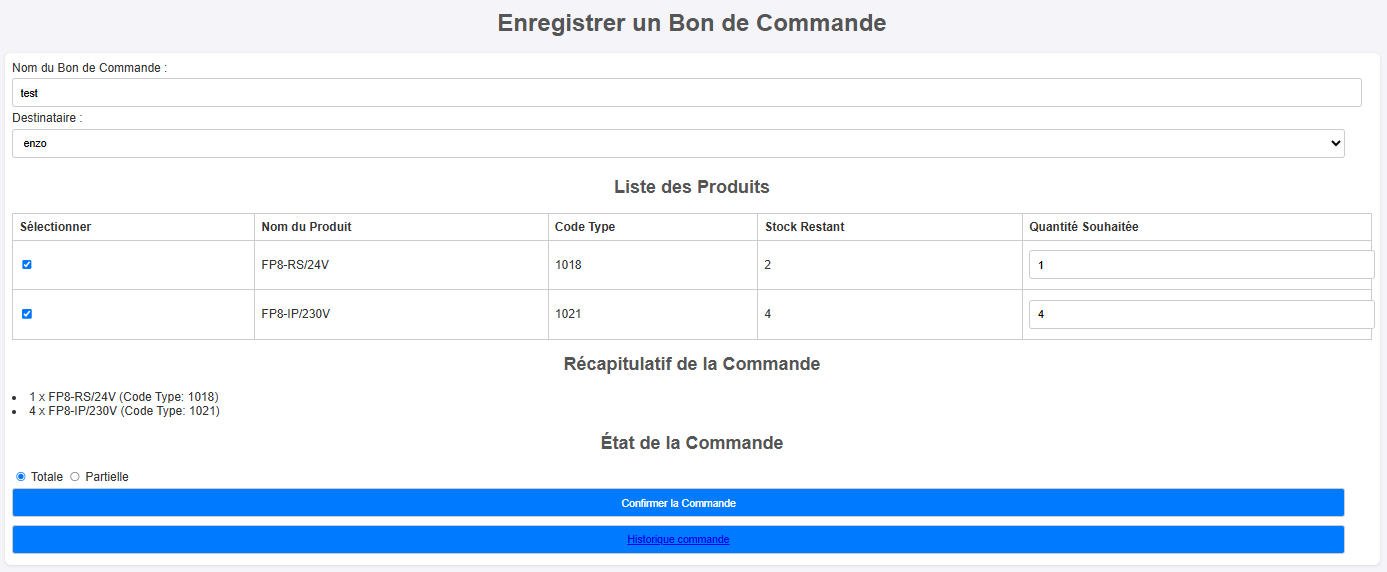 Enregistrer un Bon de Commande
Nom du Bon de Commande :
test
Destinataire :
enzo
Liste des Produits
Sélectionner Nom du Produit Code Type Stock Restant Quantité Souhaitée
FP8-RS/24V 1018 2 1
FP8-IP/230V 1021 4 4
Récapitulatif de la Commande
• 1 x FP8-RS/24V (Code Type: 1018)
• 4 x FP8-IP/230V (Code Type: 1021)
État de la Commande
Totale Partielle
Confirmer la Commande
Historique commande